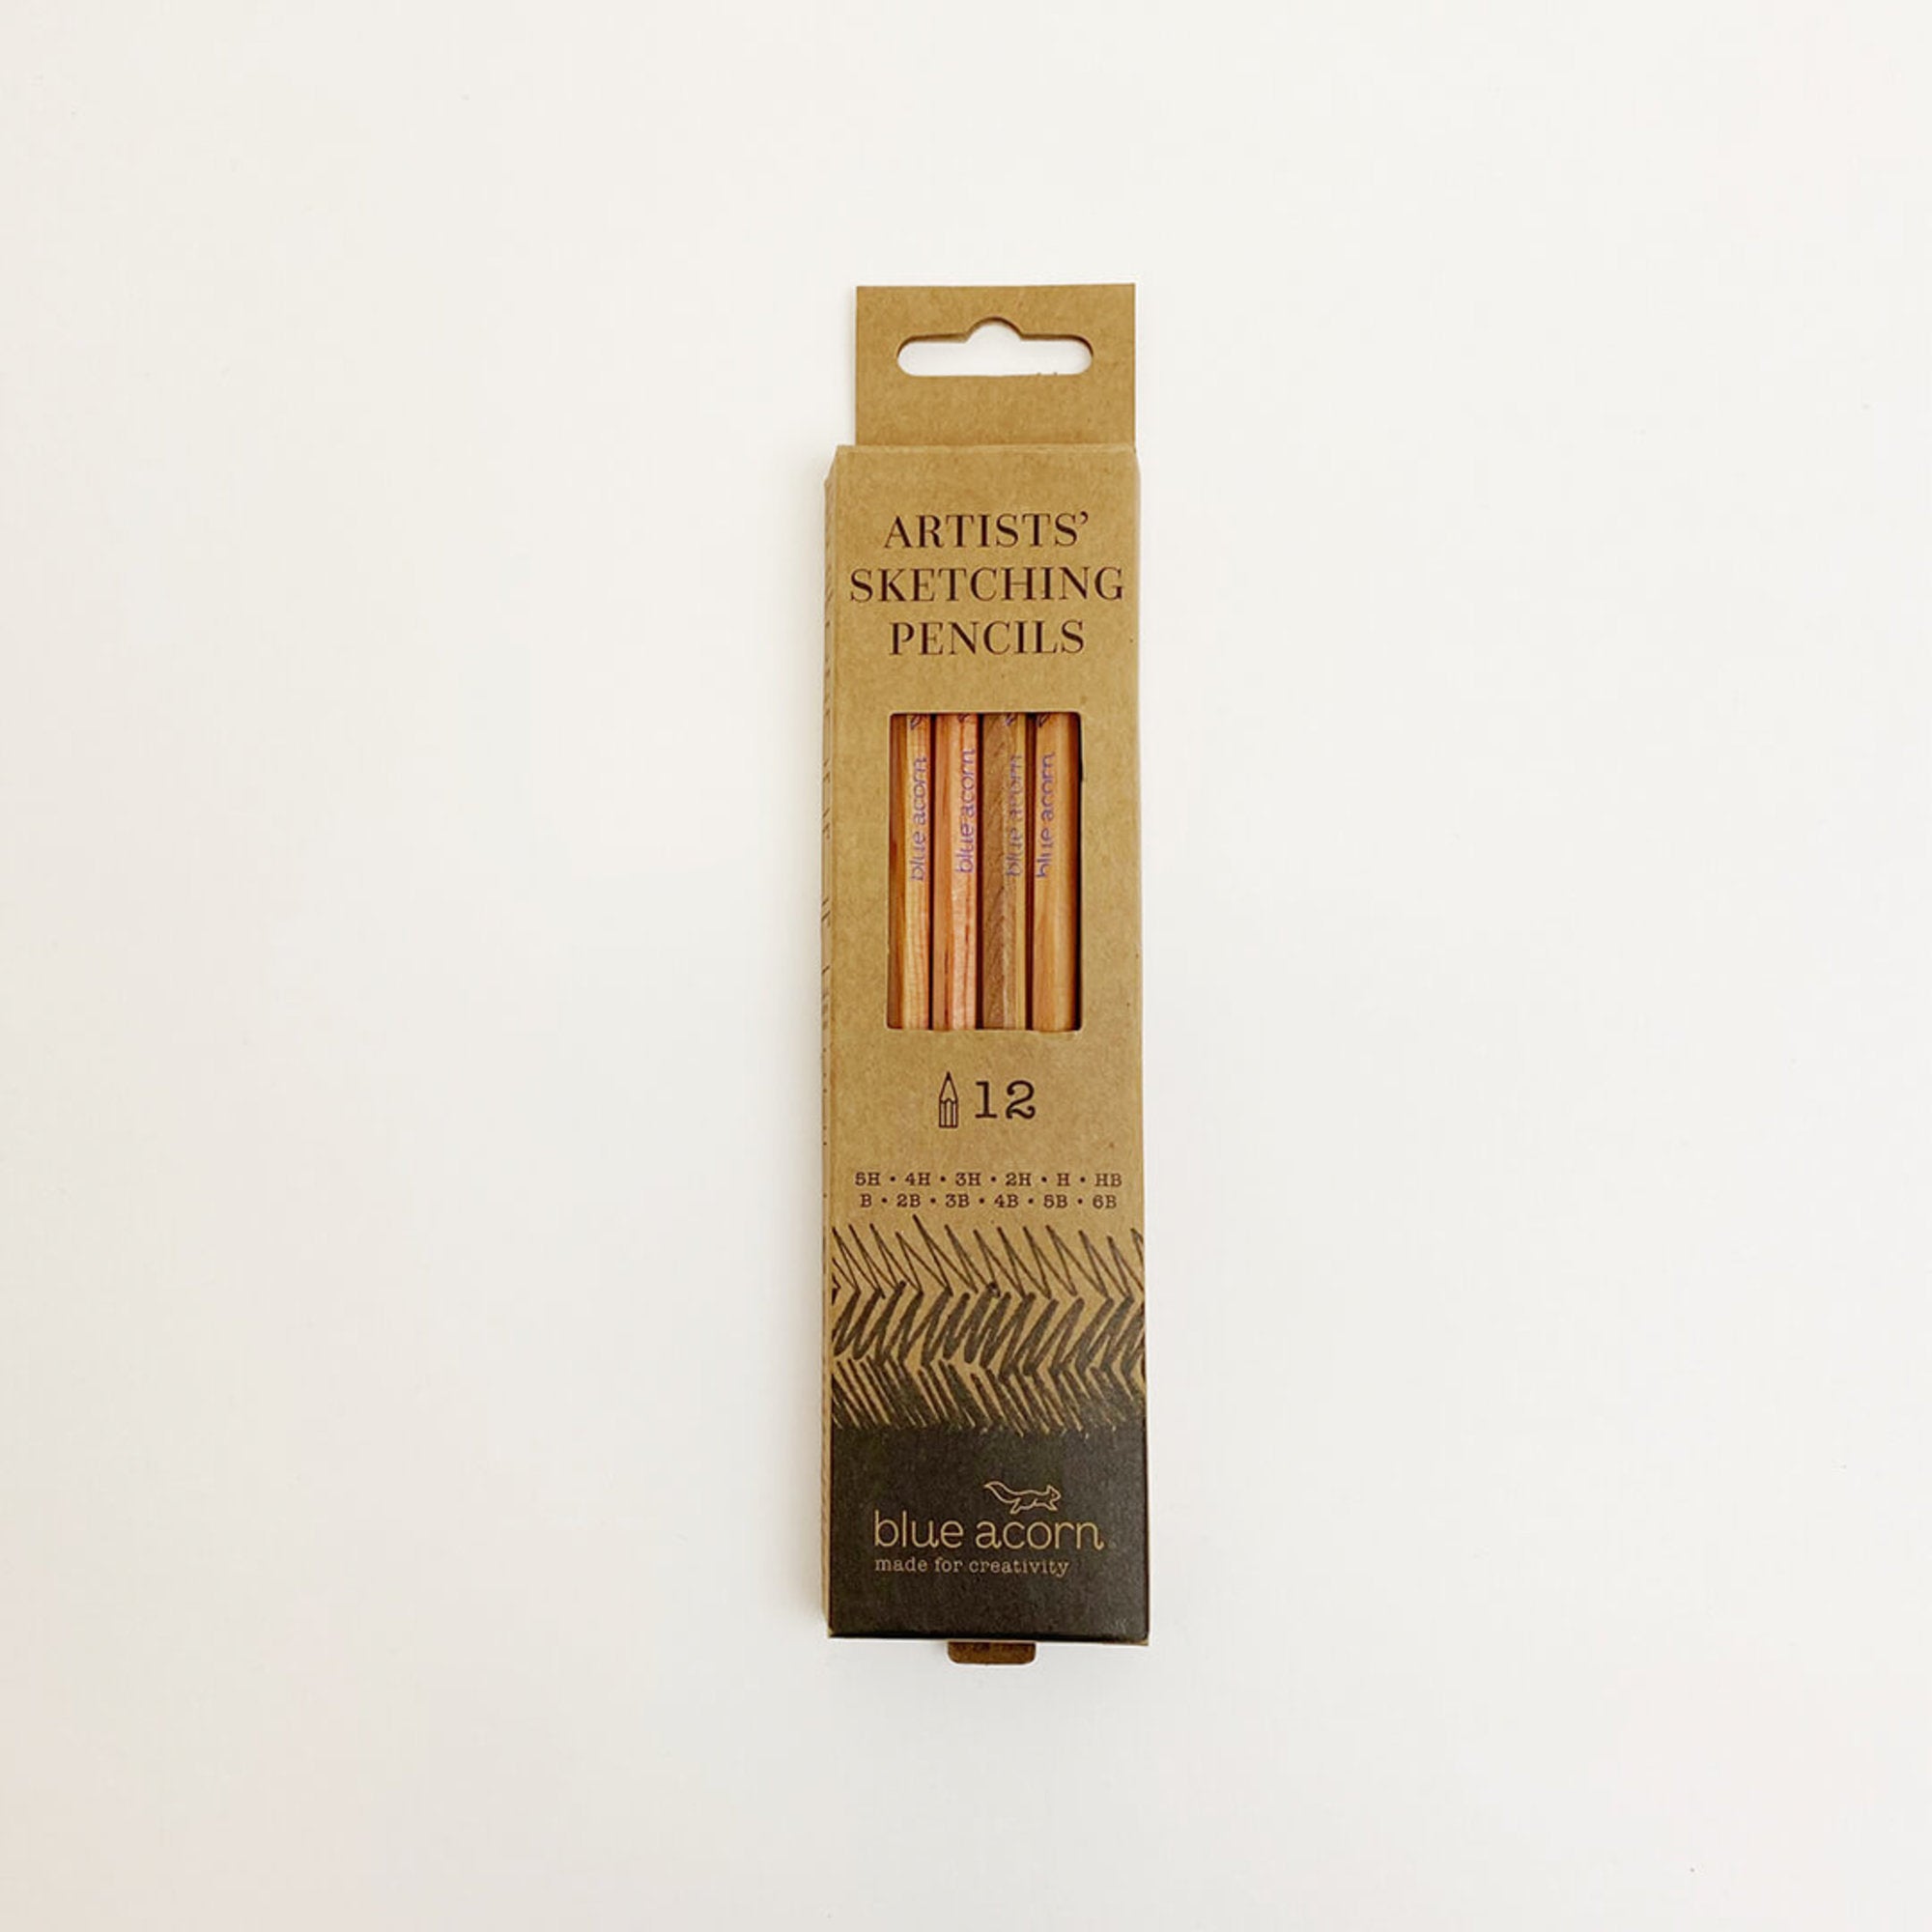 ARTISTS’
SKETCHING
PENCILS
blue acorn
blue acorn
blue acorn
blue acorn
12
5H • 4H • 3H • 2H • H • HB
B • 2B • 3B • 4B • 5B • 6B
blue acorn
made for creativity